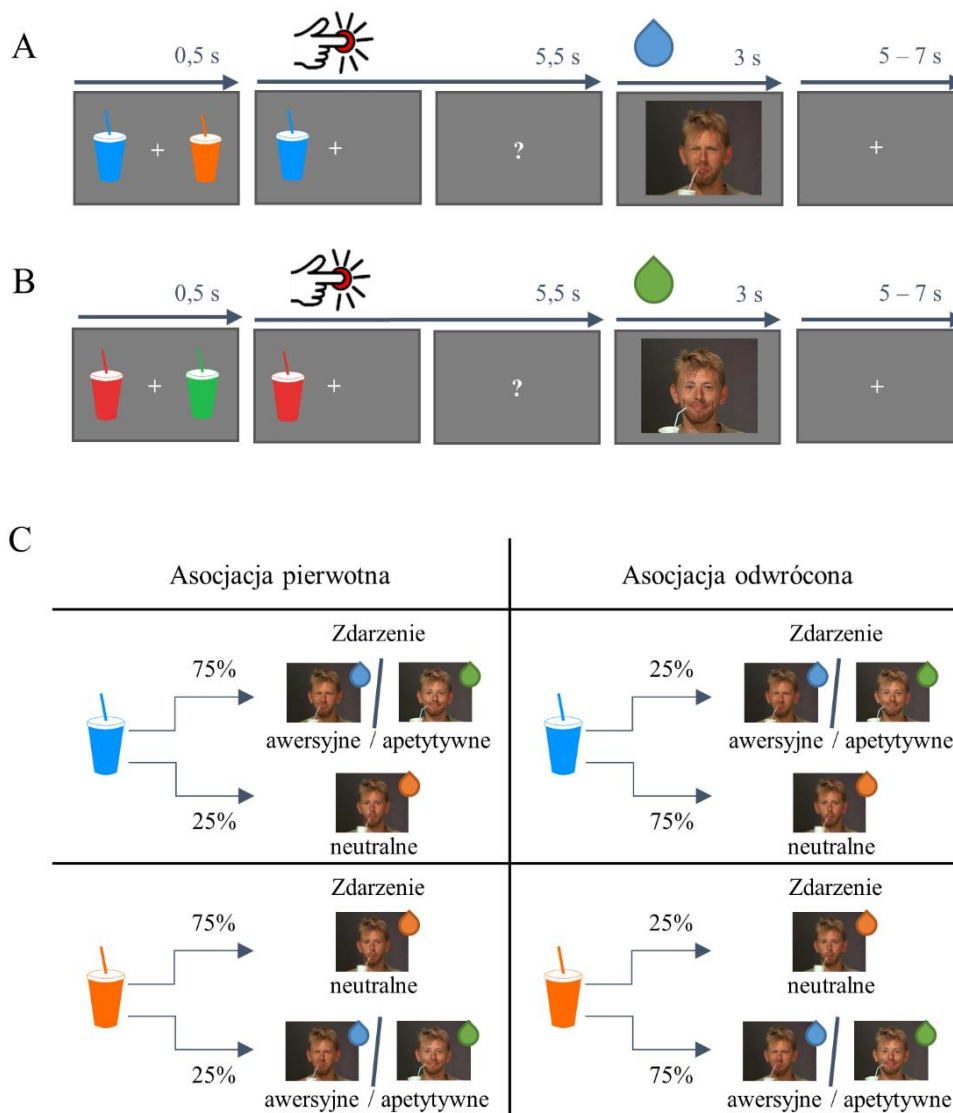 A
0,5 s
5,5 s
3 s
5 – 7 s
+
+
?
+
B
0,5 s
5,5 s
3 s
5 – 7 s
+
+
?
+
C
Asocjacja pierwotna
Asocjacja odwrócona
Zdarzenie
75%
awersyjne / apetytywne
25%
neutralne
Zdarzenie
25%
awersyjne / apetytywne
75%
neutralne
Zdarzenie
75%
neutralne
25%
awersyjne / apetytywne
Zdarzenie
25%
neutralne
75%
awersyjne / apetytywne